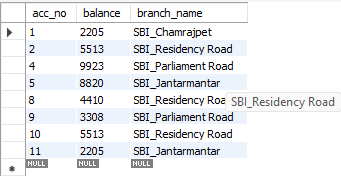 acc_no balance branch_name
1 2205 SBI_Chamrajpet
2 5513 SBI_Residency Road
4 9923 SBI_Parliament Road
5 8820 SBI_Jantarmantar
8 4410 SBI_Residency Road
SBI_Residency Road
9 3308 SBI_Parliament Road
10 5513 SBI_Residency Road
11 2205 SBI_Jantarmantar
NULL NULL NULL